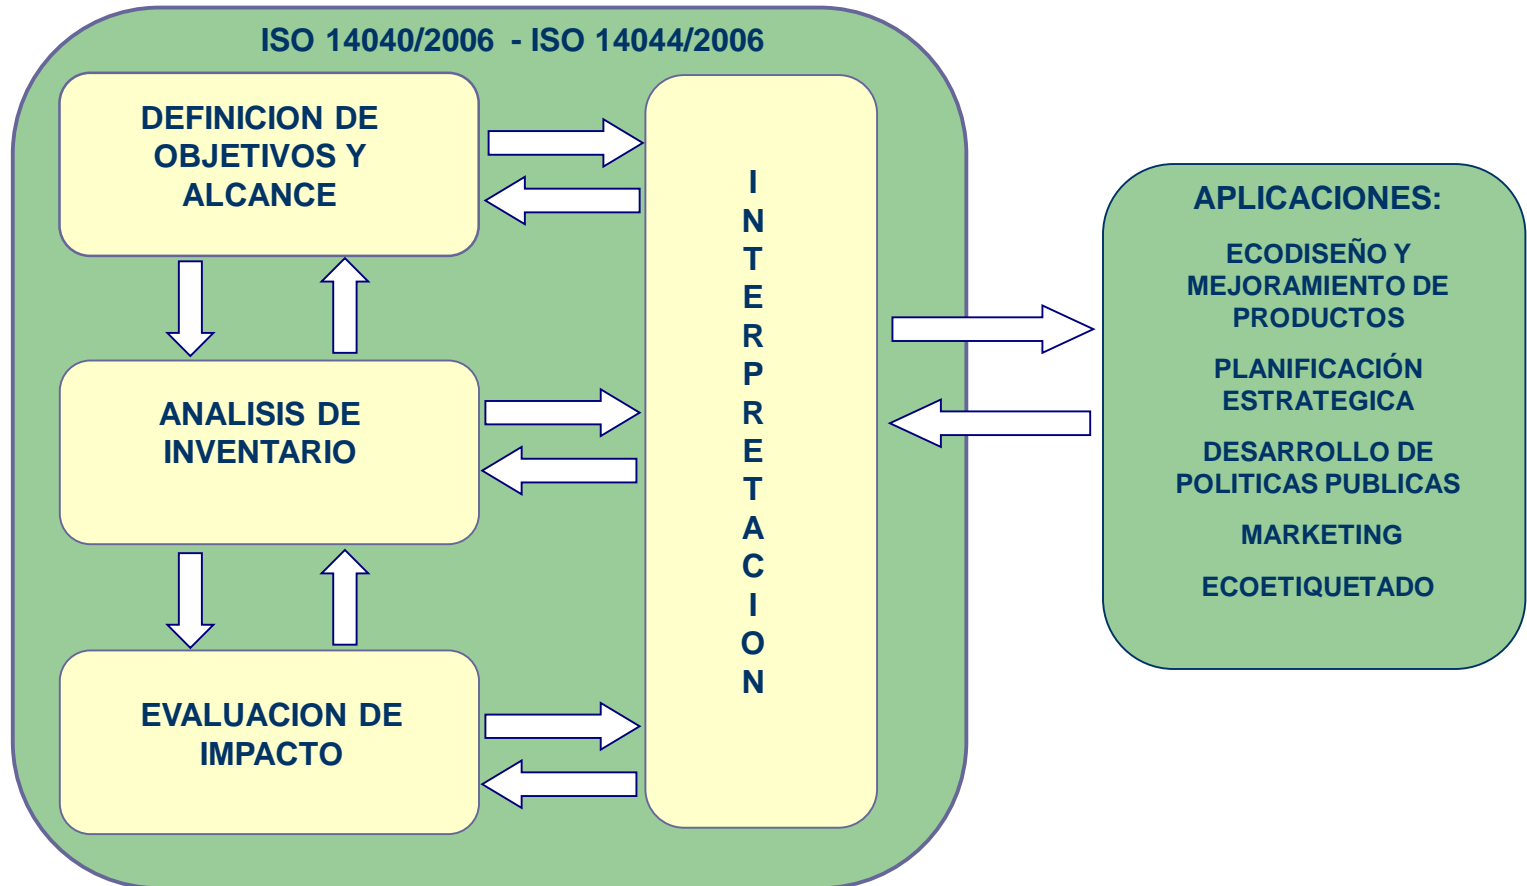 ISO 14040/2006 - ISO 14044/2006
DEFINICION DE
OBJETIVOS Y
ALCANCE
ANALISIS DE
INVENTARIO
EVALUACION DE
IMPACTO
I
N
T
E
R
P
R
E
T
A
C
I
O
N
APLICACIONES:
ECODISEÑO Y
MEJORAMIENTO DE
PRODUCTOS
PLANIFICACIÓN
ESTRATEGICA
DESARROLLO DE
POLITICAS PUBLICAS
MARKETING
ECOETIQUETADO